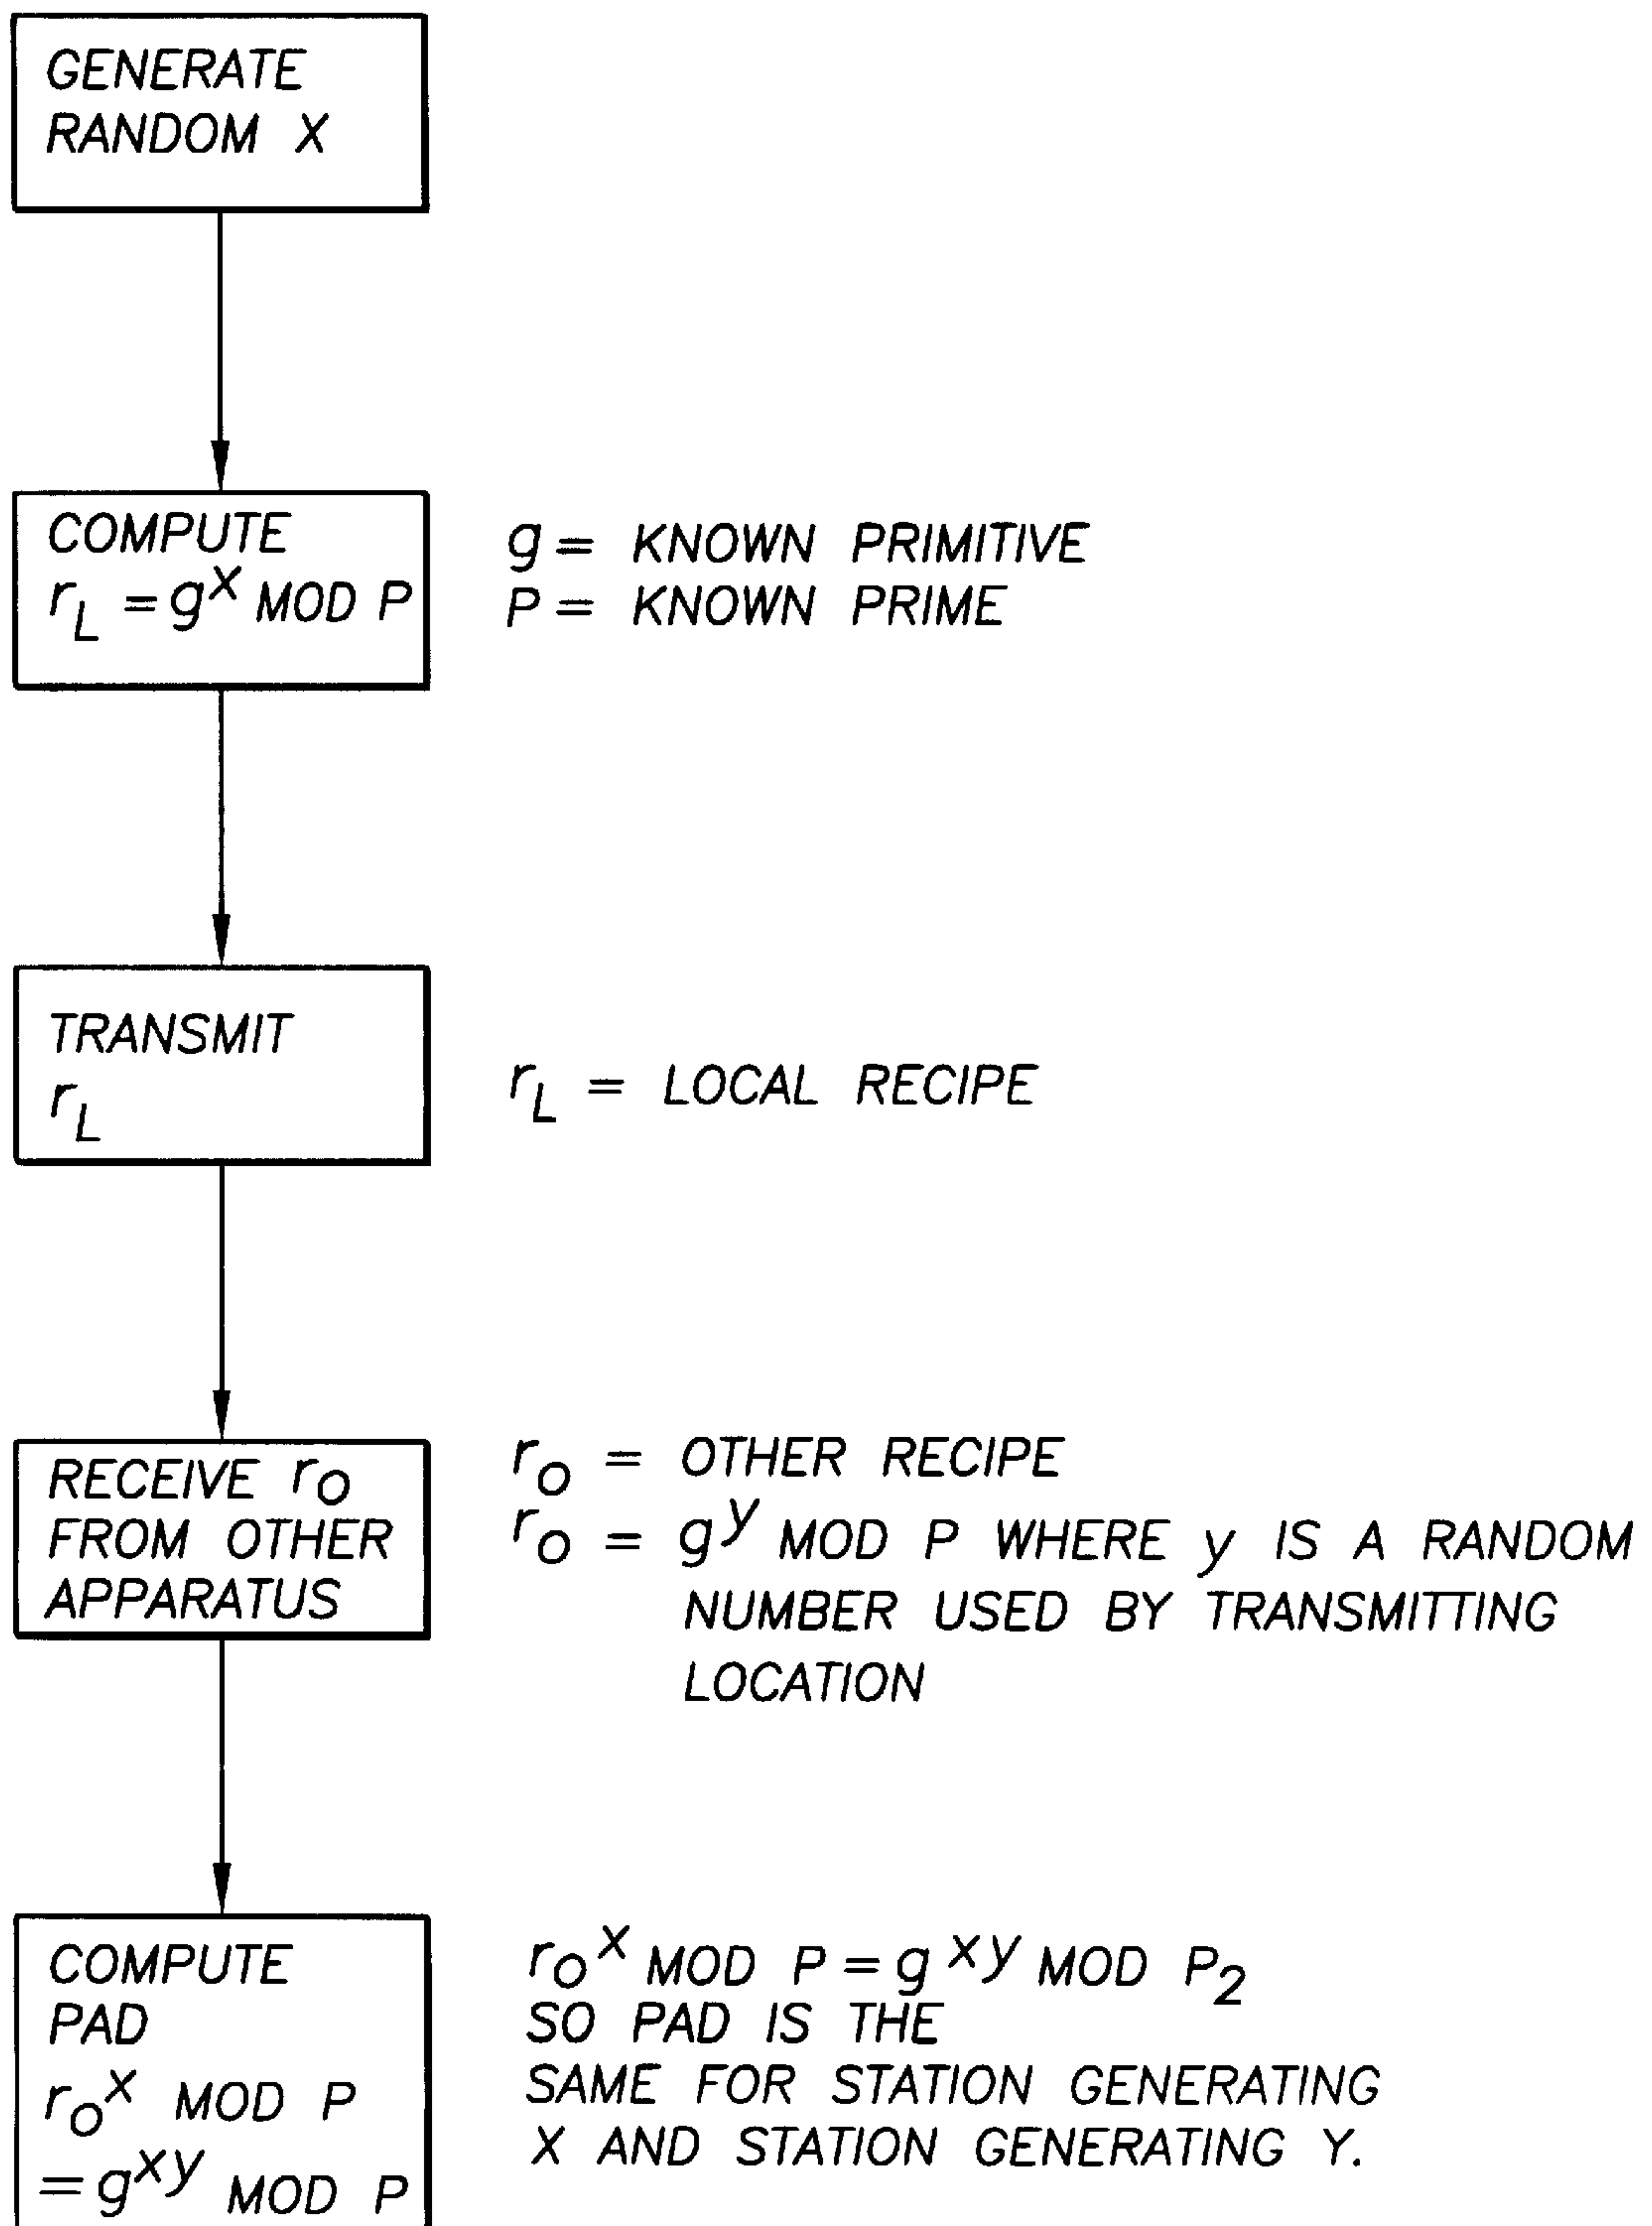 GENERATE
RANDOM X
COMPUTE
r_L = g^x MOD P
g = KNOWN PRIMITIVE
P = KNOWN PRIME
TRANSMIT
r_L
r_L = LOCAL RECIPE
RECEIVE r_O
FROM OTHER
APPARATUS
r_O = OTHER RECIPE
r_O = g^y MOD P WHERE y IS A RANDOM
NUMBER USED BY TRANSMITTING
LOCATION
COMPUTE
PAD
r_O^x MOD P
= g^xy MOD P
r_O^x MOD P = g^xy MOD P_2
SO PAD IS THE
SAME FOR STATION GENERATING
X AND STATION GENERATING Y.